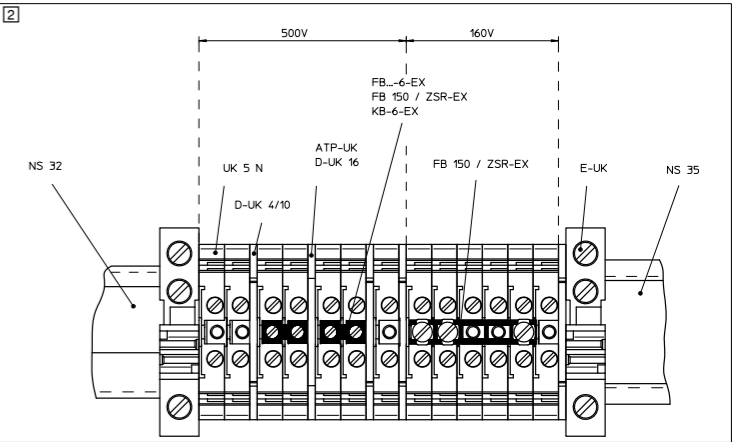 2
500V
160V
FB...-6-EX
FB 150 / ZSR-EX
KB-6-EX
NS 32
UK 5 N
ATP-UK
D-UK 16
FB 150 / ZSR-EX
E-UK
NS 35
D-UK 4/10